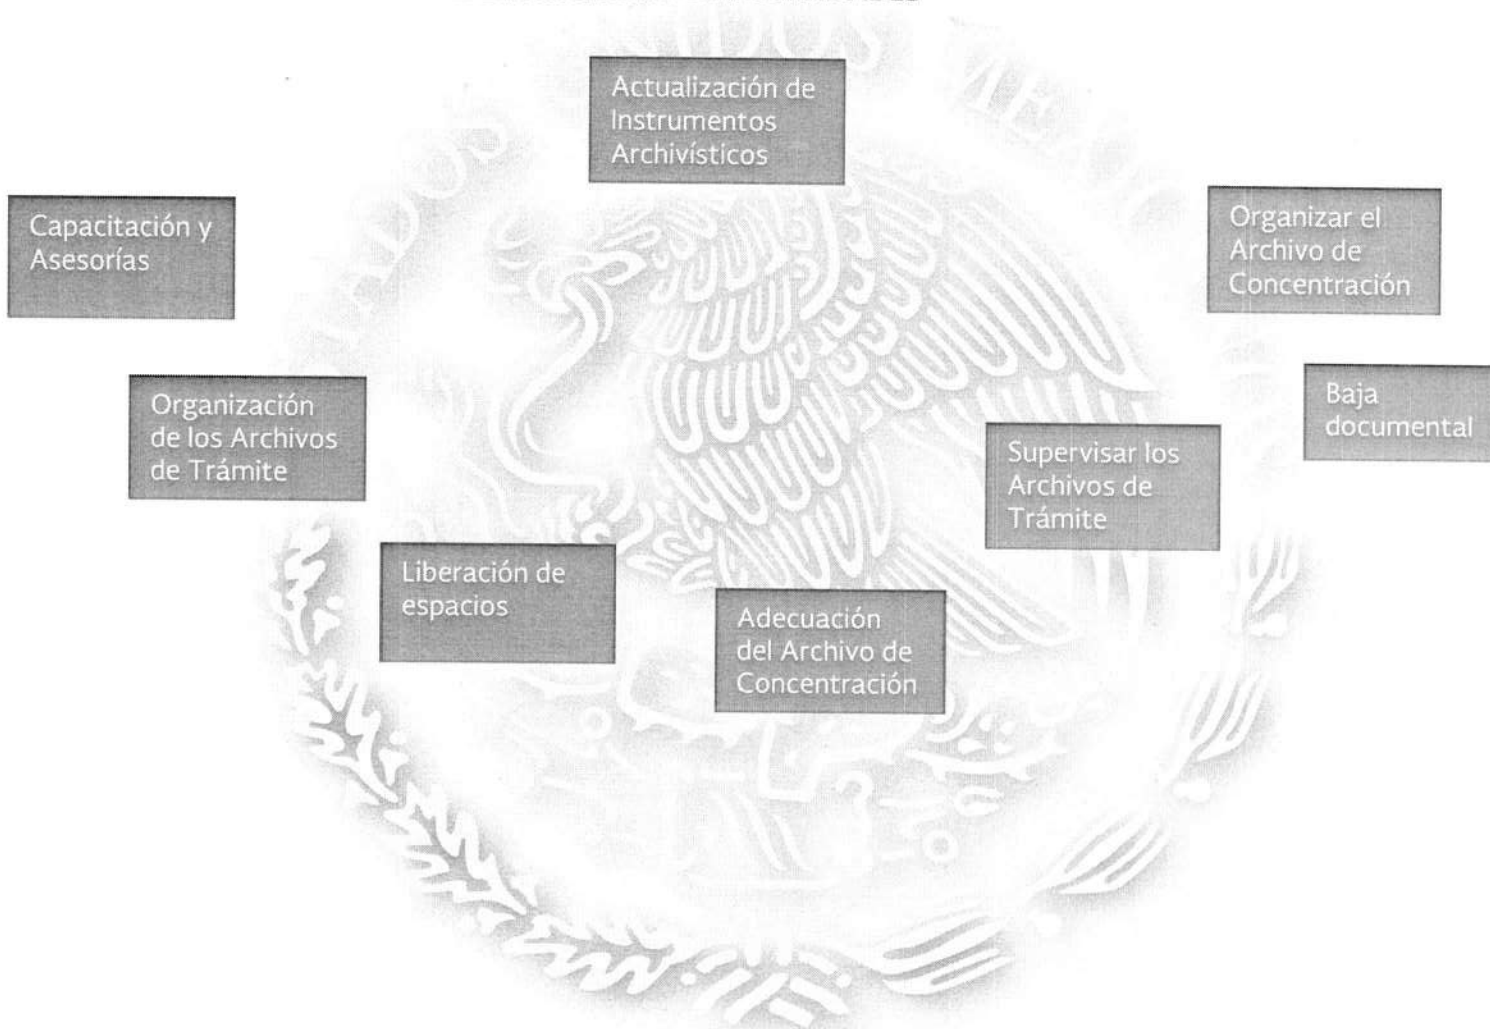 Actualización de
Instrumentos
Archivísticos
Capacitación y
Asesorías
Organizar el
Archivo de
Concentración
Organización
de los Archivos
de Trámite
Baja
documental
Supervisar los
Archivos de
Trámite
Liberación de
espacios
Adecuación
del Archivo de
Concentración